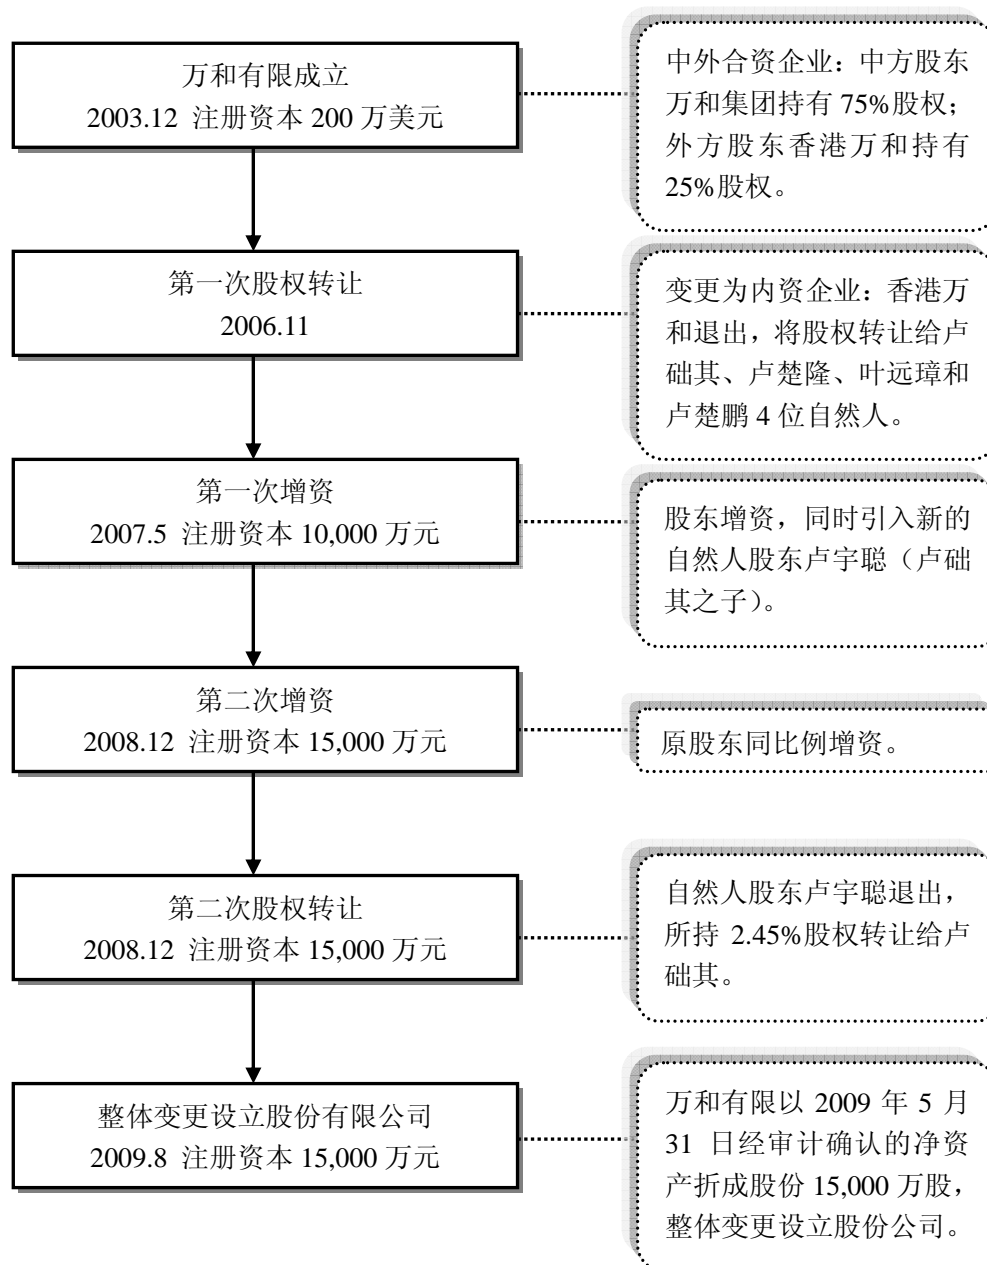 万和有限成立
2003.12 注册资本 200 万美元
中外合资企业：中方股东
万和集团持有 75%股权；
外方股东香港万和持有
25%股权。
第一次股权转让
2006.11
变更为内资企业：香港万
和退出，将股权转让给卢
础其、卢楚隆、叶远璋和
卢楚鹏 4 位自然人。
第一次增资
2007.5 注册资本 10,000 万元
股东增资，同时引入新的
自然人股东卢宇聪（卢础
其之子）。
第二次增资
2008.12 注册资本 15,000 万元
原股东同比例增资。
第二次股权转让
2008.12 注册资本 15,000 万元
自然人股东卢宇聪退出，
所持 2.45%股权转让给卢
础其。
整体变更设立股份有限公司
2009.8 注册资本 15,000 万元
万和有限以 2009 年 5 月
31 日经审计确认的净资
产折成股份 15,000 万股，
整体变更设立股份公司。